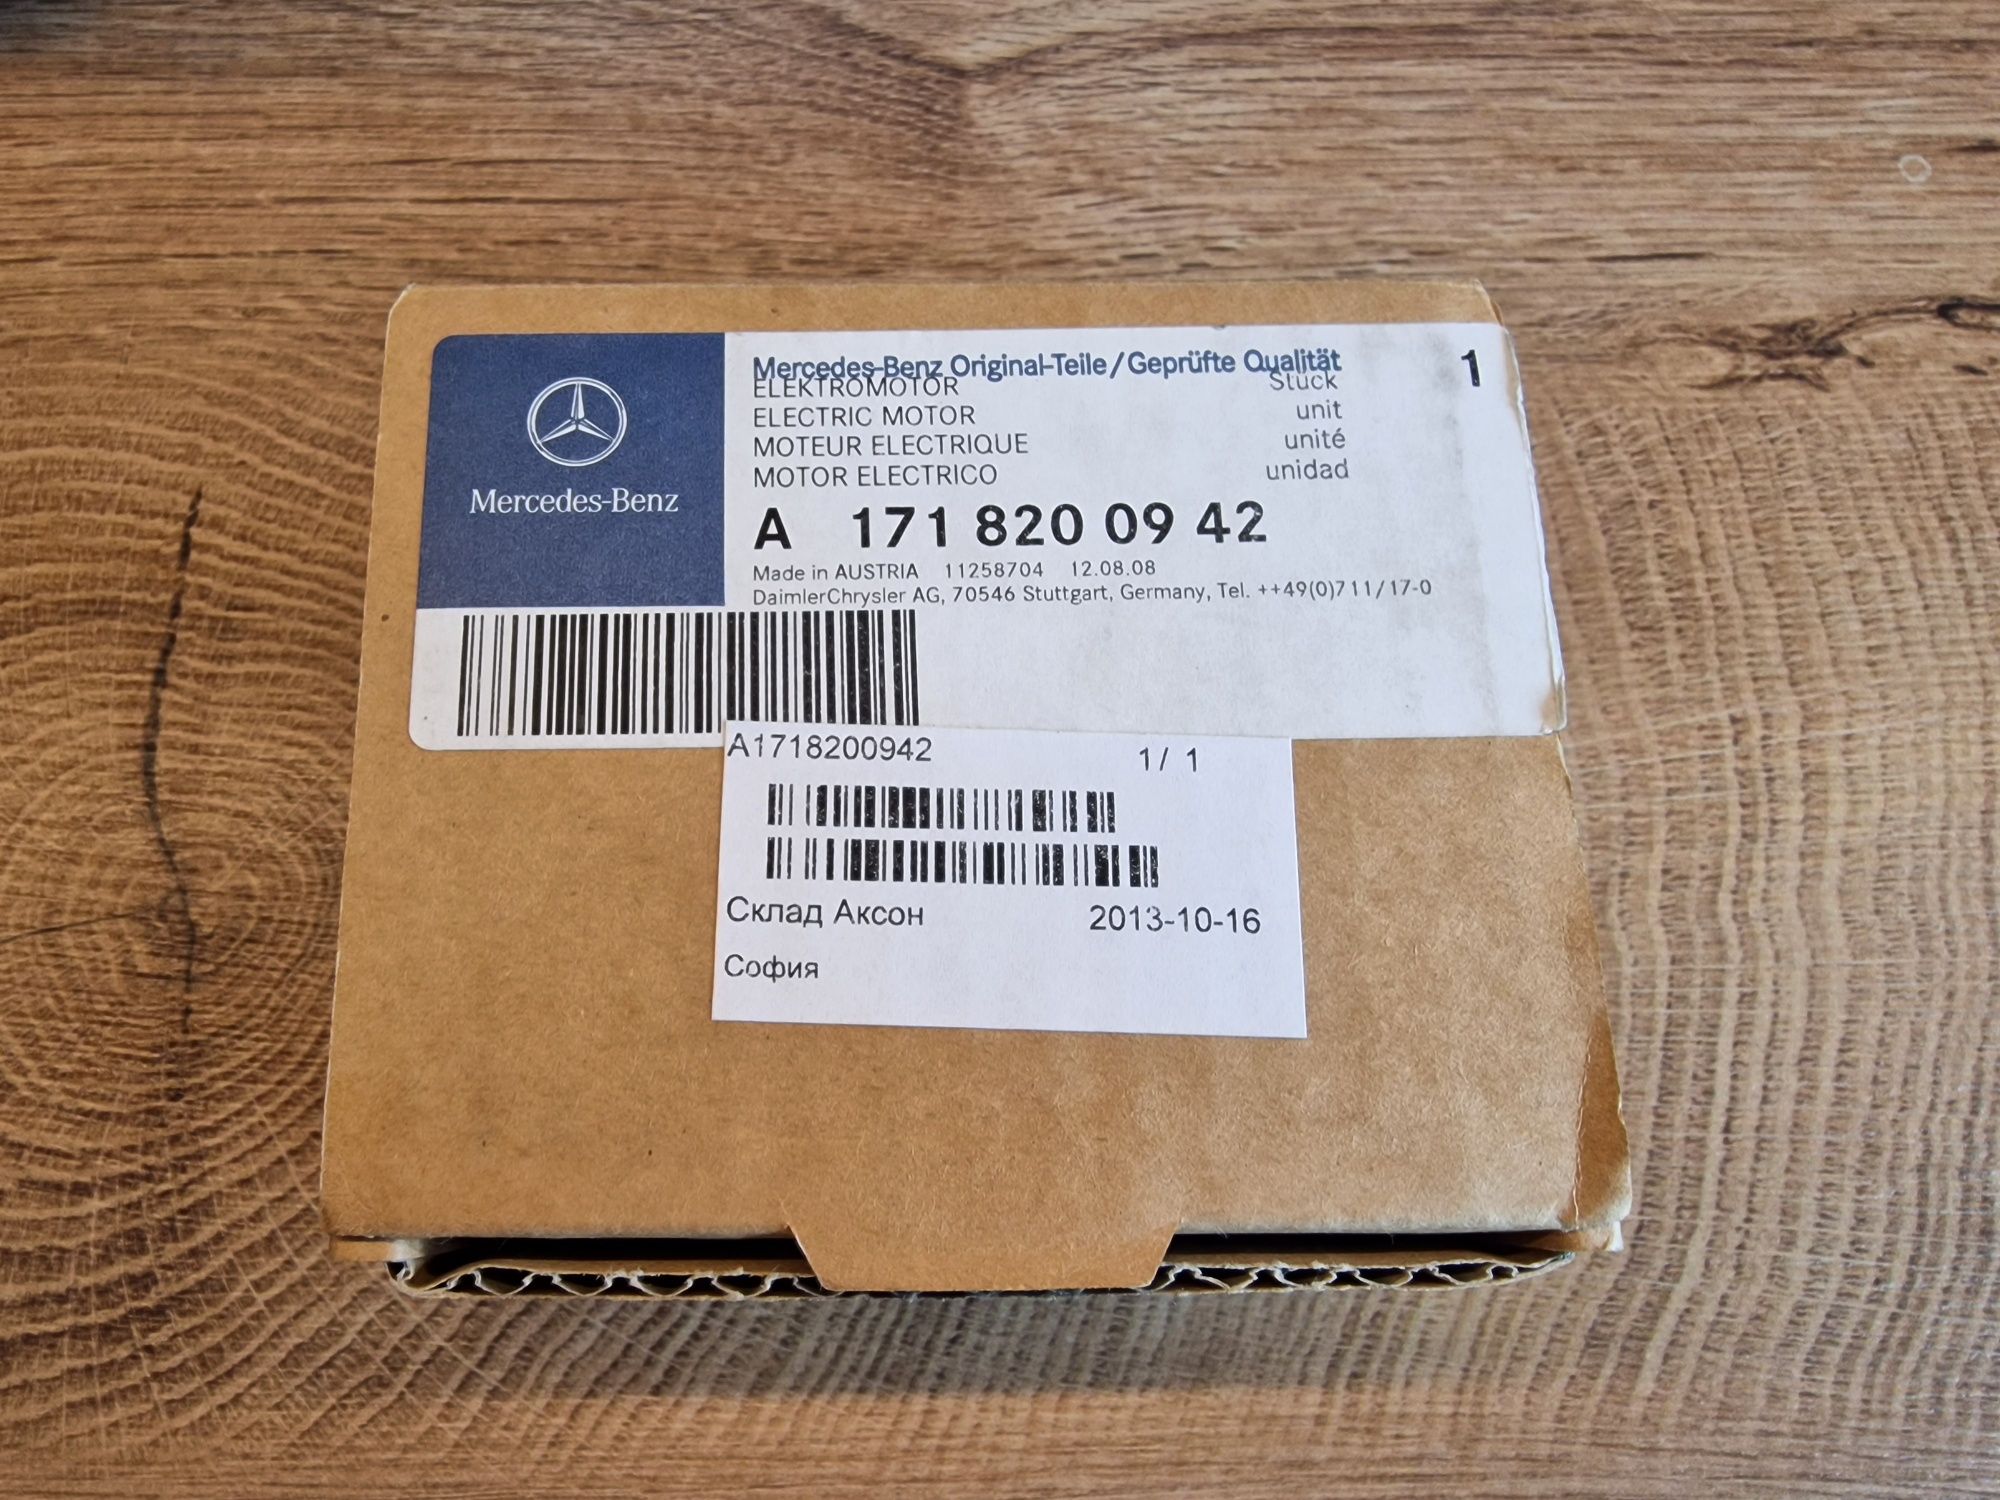 Mercedes-Benz
Mercedes-Benz Original-Teile/Geprüfte Qualität
ELEKTROMOTOR Stück 1
ELECTRIC MOTOR unit
MOTEUR ELECTRIQUE unité
MOTOR ELECTRICO unidad
A 171 820 09 42
Made in AUSTRIA 11258704 12.08.08
DaimlerChrysler AG, 70546 Stuttgart, Germany, Tel. ++49(0)711/17-0
A1718200942 1/ 1
Склад Аксон 2013-10-16
София